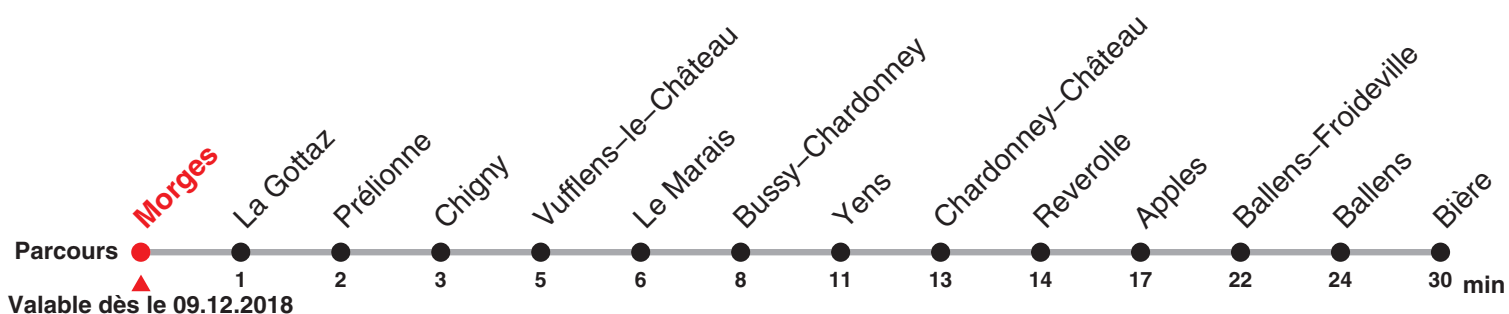 Morges
La Gottaz
Prélionne
Chigny
Vufflens–le–Château
Le Marais
Bussy–Chardonney
Yens
Chardonney–Château
Reverolle
Apples
Ballens–Froideville
Ballens
Bière
Parcours
1 2 3 5 6 8 11 13 14 17 22 24 30 min
Valable dès le 09.12.2018